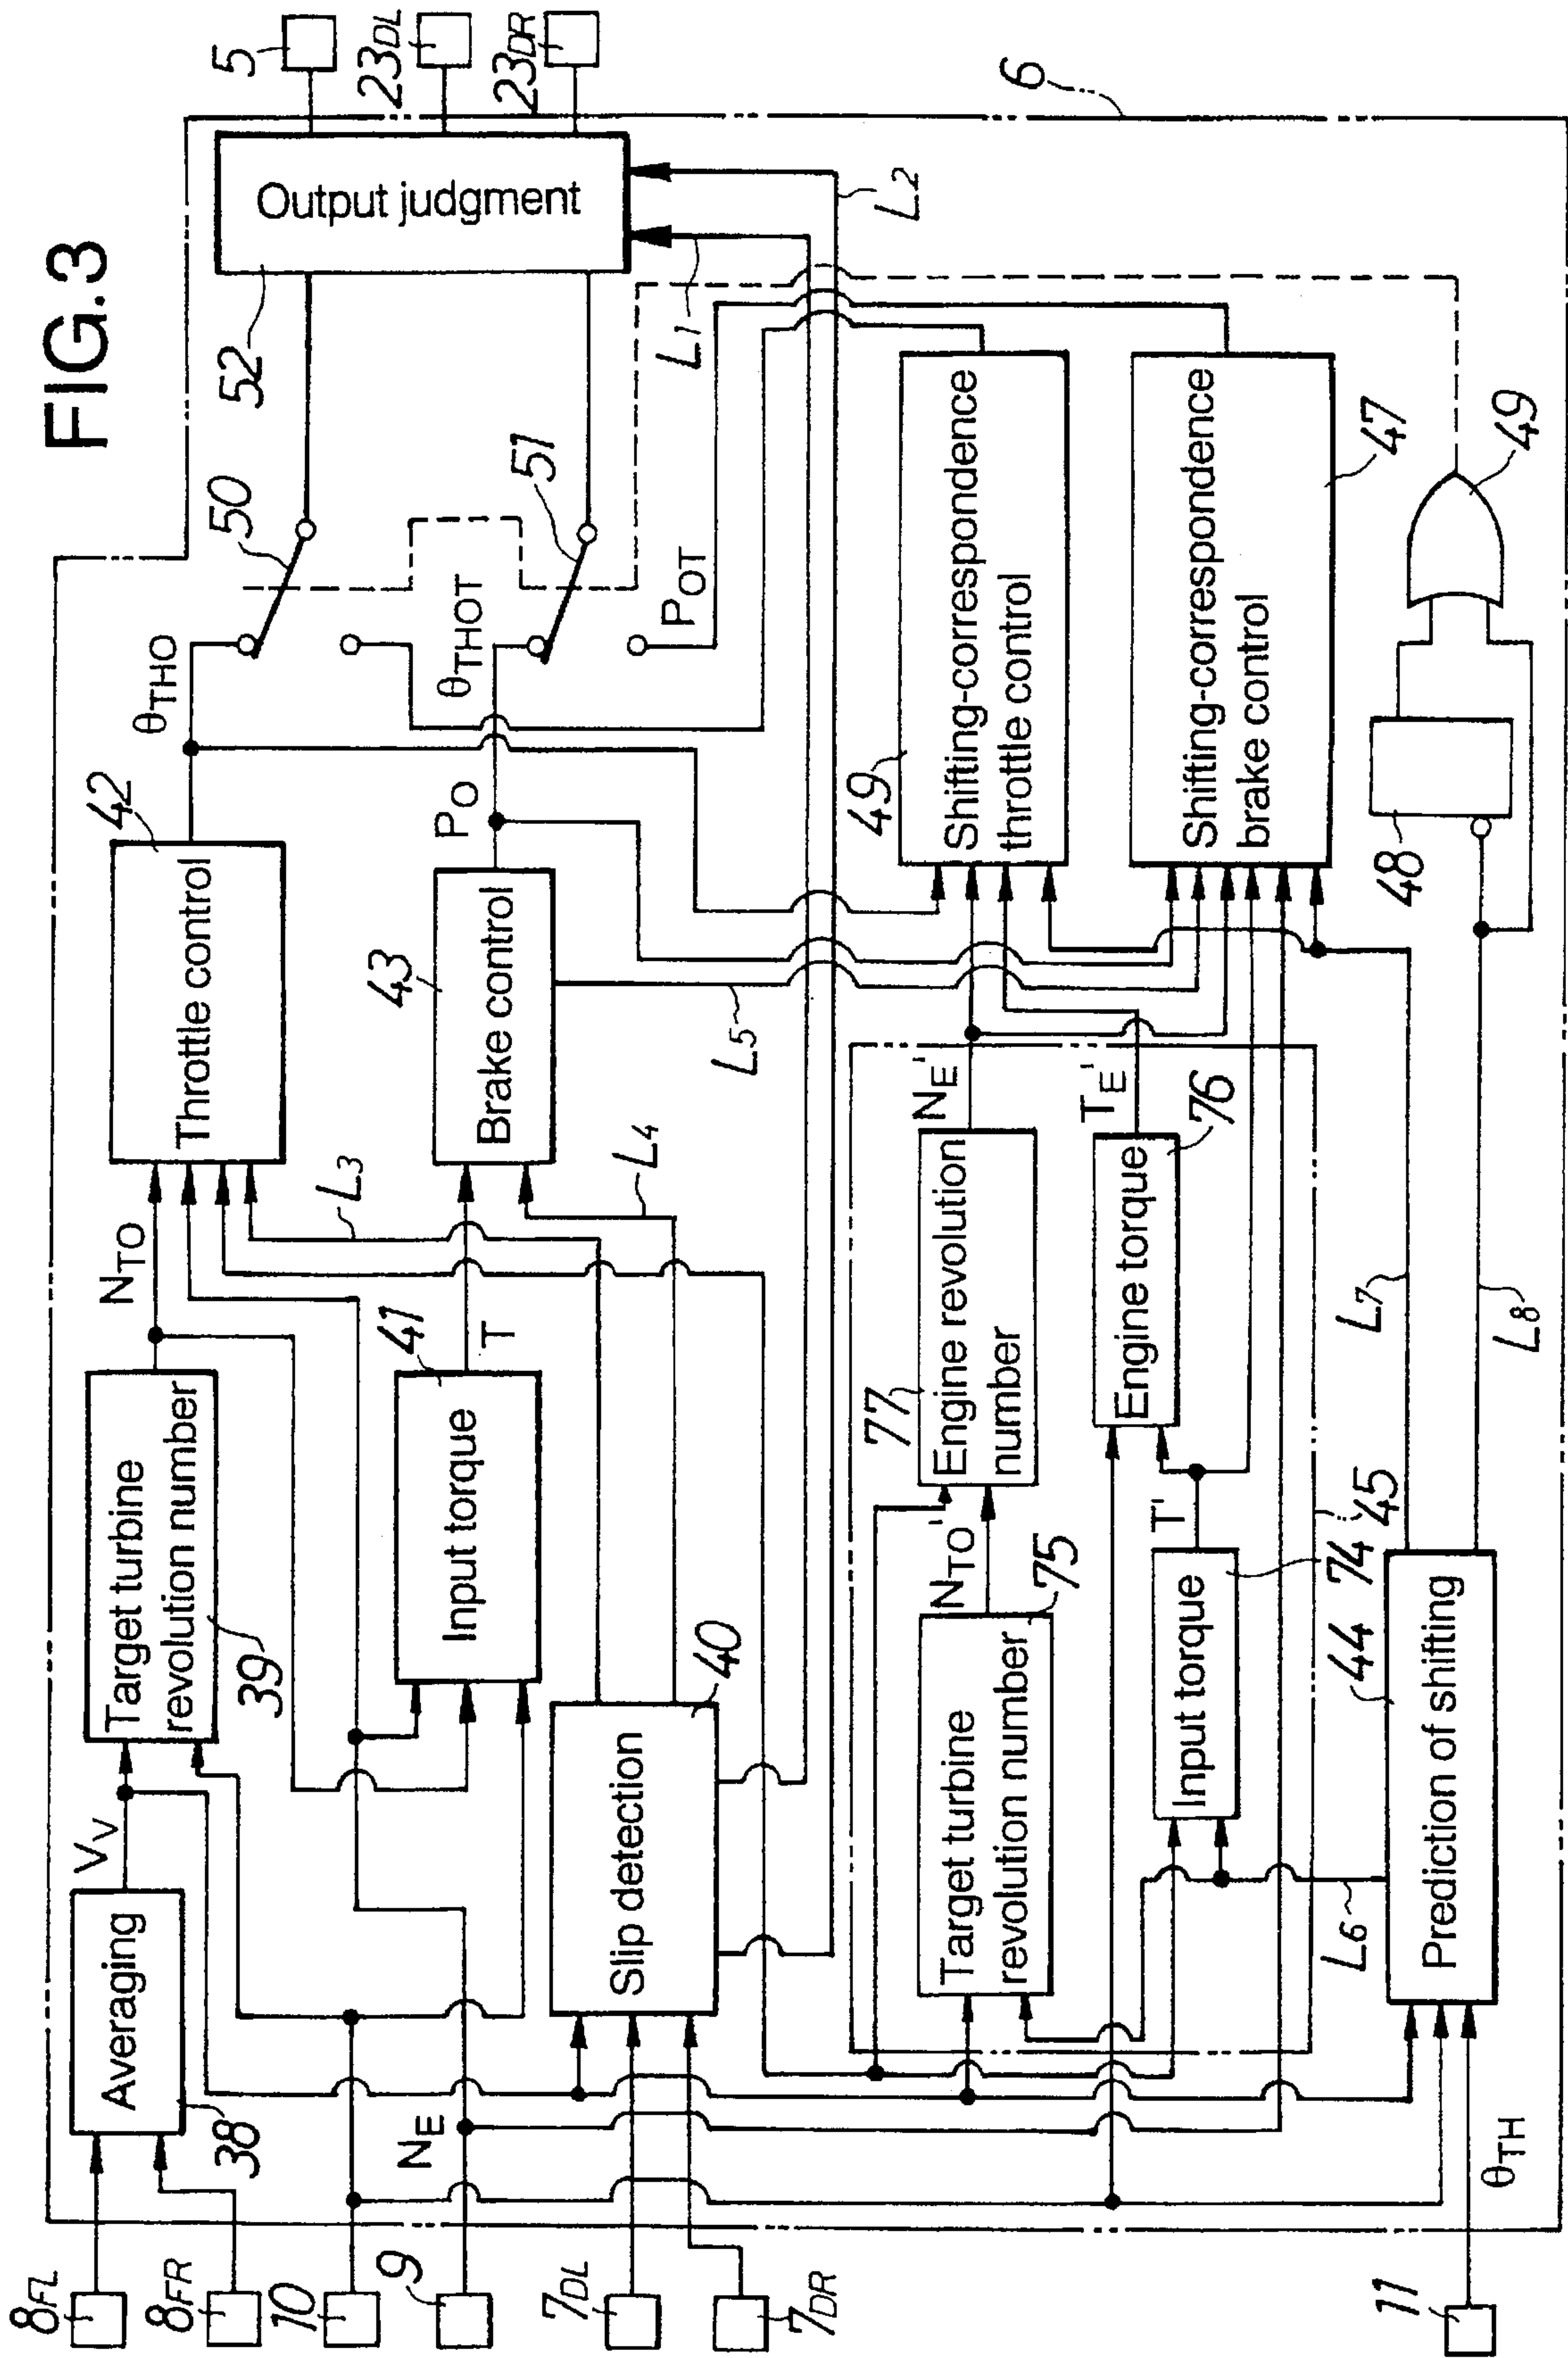 FIG.3
8FL
8FR
10
9
7DL
7DR
11
Averaging
38
VV
NE
θTH
Target turbine
revolution number
39
NTO
Input torque
41
T
Slip detection
40
L3
L4
Throttle control
42
θTHO
Brake control
43
PO
L5
θTHOT
POT
50
51
Output judgment
52
5
23DL
23DR
6
L1
L2
Target turbine
revolution number
75
NTO'
Engine revolution
number
77
NE'
Input torque
74
T'
Engine torque
76
TE'
45
Prediction of shifting
44
L6
L7
L8
Shifting-correspondence
throttle control
49
Shifting-correspondence
brake control
47
48
49